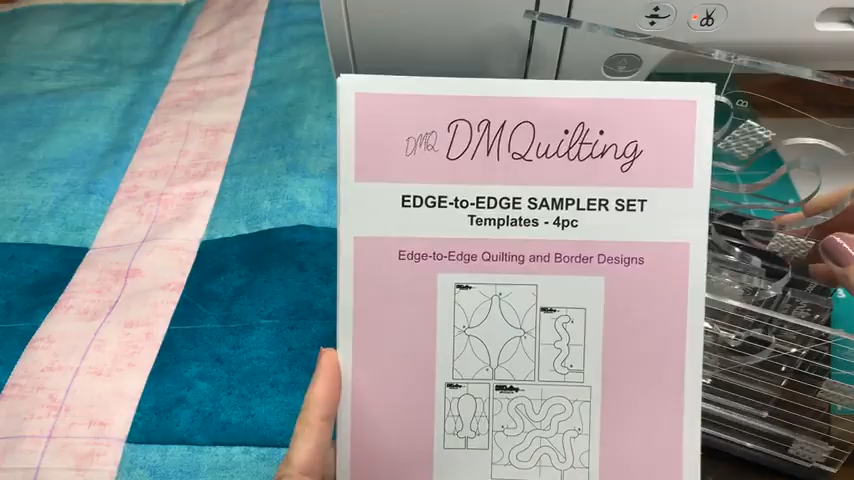 DMQ DMQuilting
EDGE-to-EDGE SAMPLER SET
Templates - 4pc
Edge-to-Edge Quilting and Border Designs